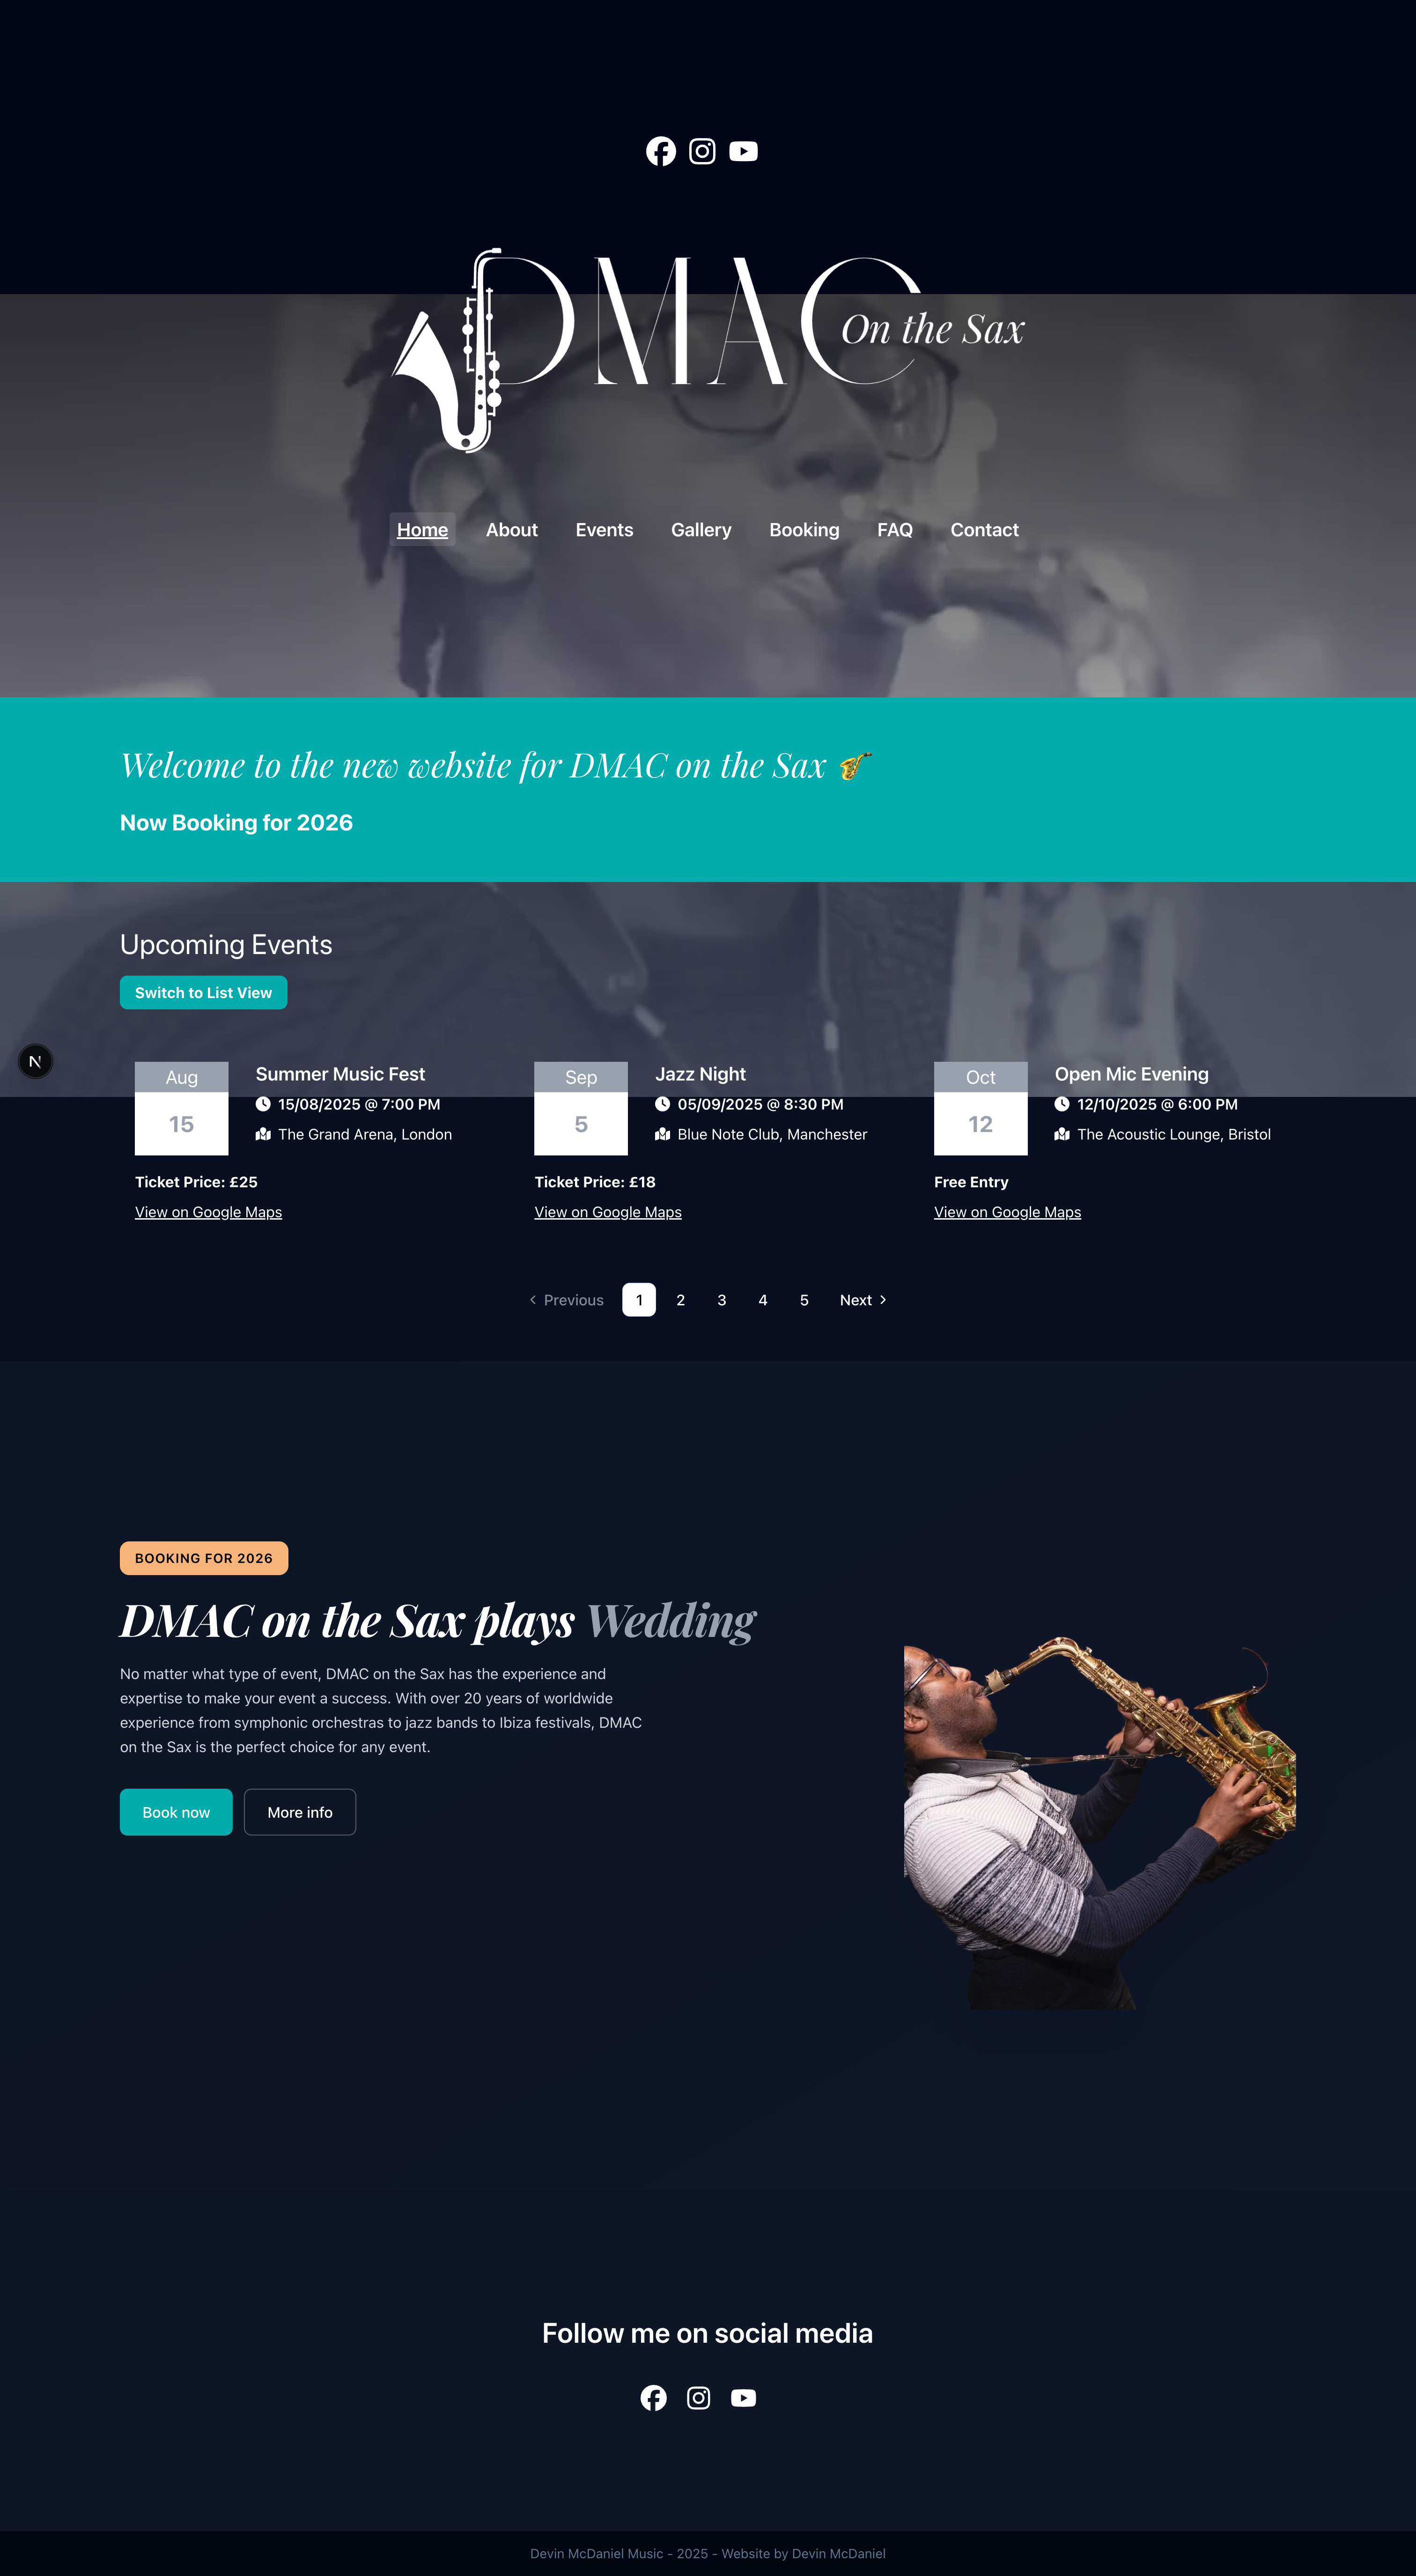 DMAC
On the Sax
Home About Events Gallery Booking FAQ Contact
Welcome to the new website for DMAC on the Sax 🎷
Now Booking for 2026
Upcoming Events
Switch to List View
N
Aug
15
Summer Music Fest
15/08/2025 @ 7:00 PM
The Grand Arena, London
Ticket Price: £25
View on Google Maps
Sep
5
Jazz Night
05/09/2025 @ 8:30 PM
Blue Note Club, Manchester
Ticket Price: £18
View on Google Maps
Oct
12
Open Mic Evening
12/10/2025 @ 6:00 PM
The Acoustic Lounge, Bristol
Free Entry
View on Google Maps
Previous 1 2 3 4 5 Next
BOOKING FOR 2026
DMAC on the Sax plays Wedding
No matter what type of event, DMAC on the Sax has the experience and
expertise to make your event a success. With over 20 years of worldwide
experience from symphonic orchestras to jazz bands to Ibiza festivals, DMAC
on the Sax is the perfect choice for any event.
Book now More info
Follow me on social media
Devin McDaniel Music - 2025 - Website by Devin McDaniel